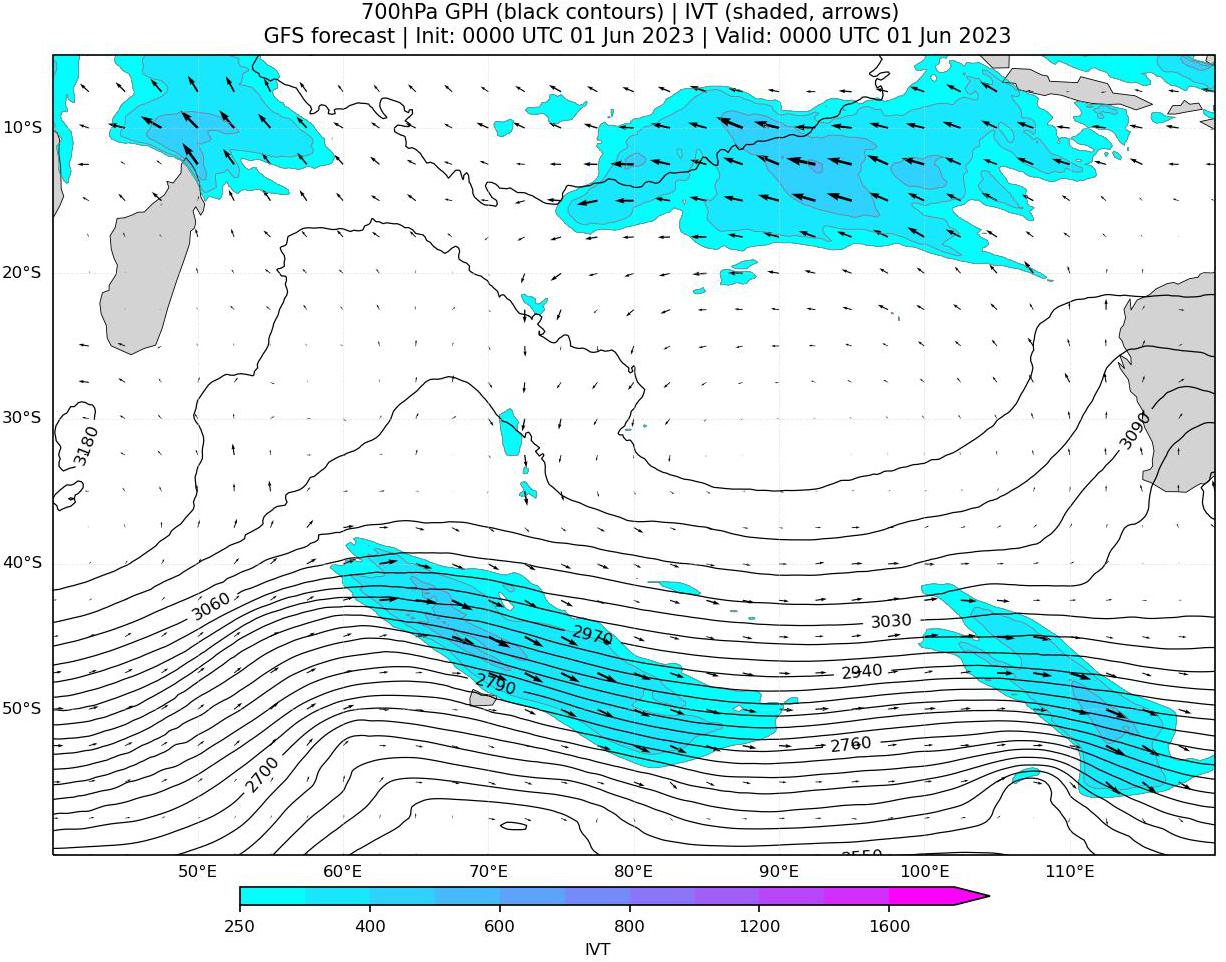 700hPa GPH (black contours) | IVT (shaded, arrows)
GFS forecast | Init: 0000 UTC 01 Jun 2023 | Valid: 0000 UTC 01 Jun 2023
10°S
20°S
30°S
3180
3090
40°S
3060
3030
2970
2940
2790
50°S
2760
2700
50°E
60°E
70°E
80°E
90°E
100°E
110°E
250
400
600
800
1200
1600
IVT